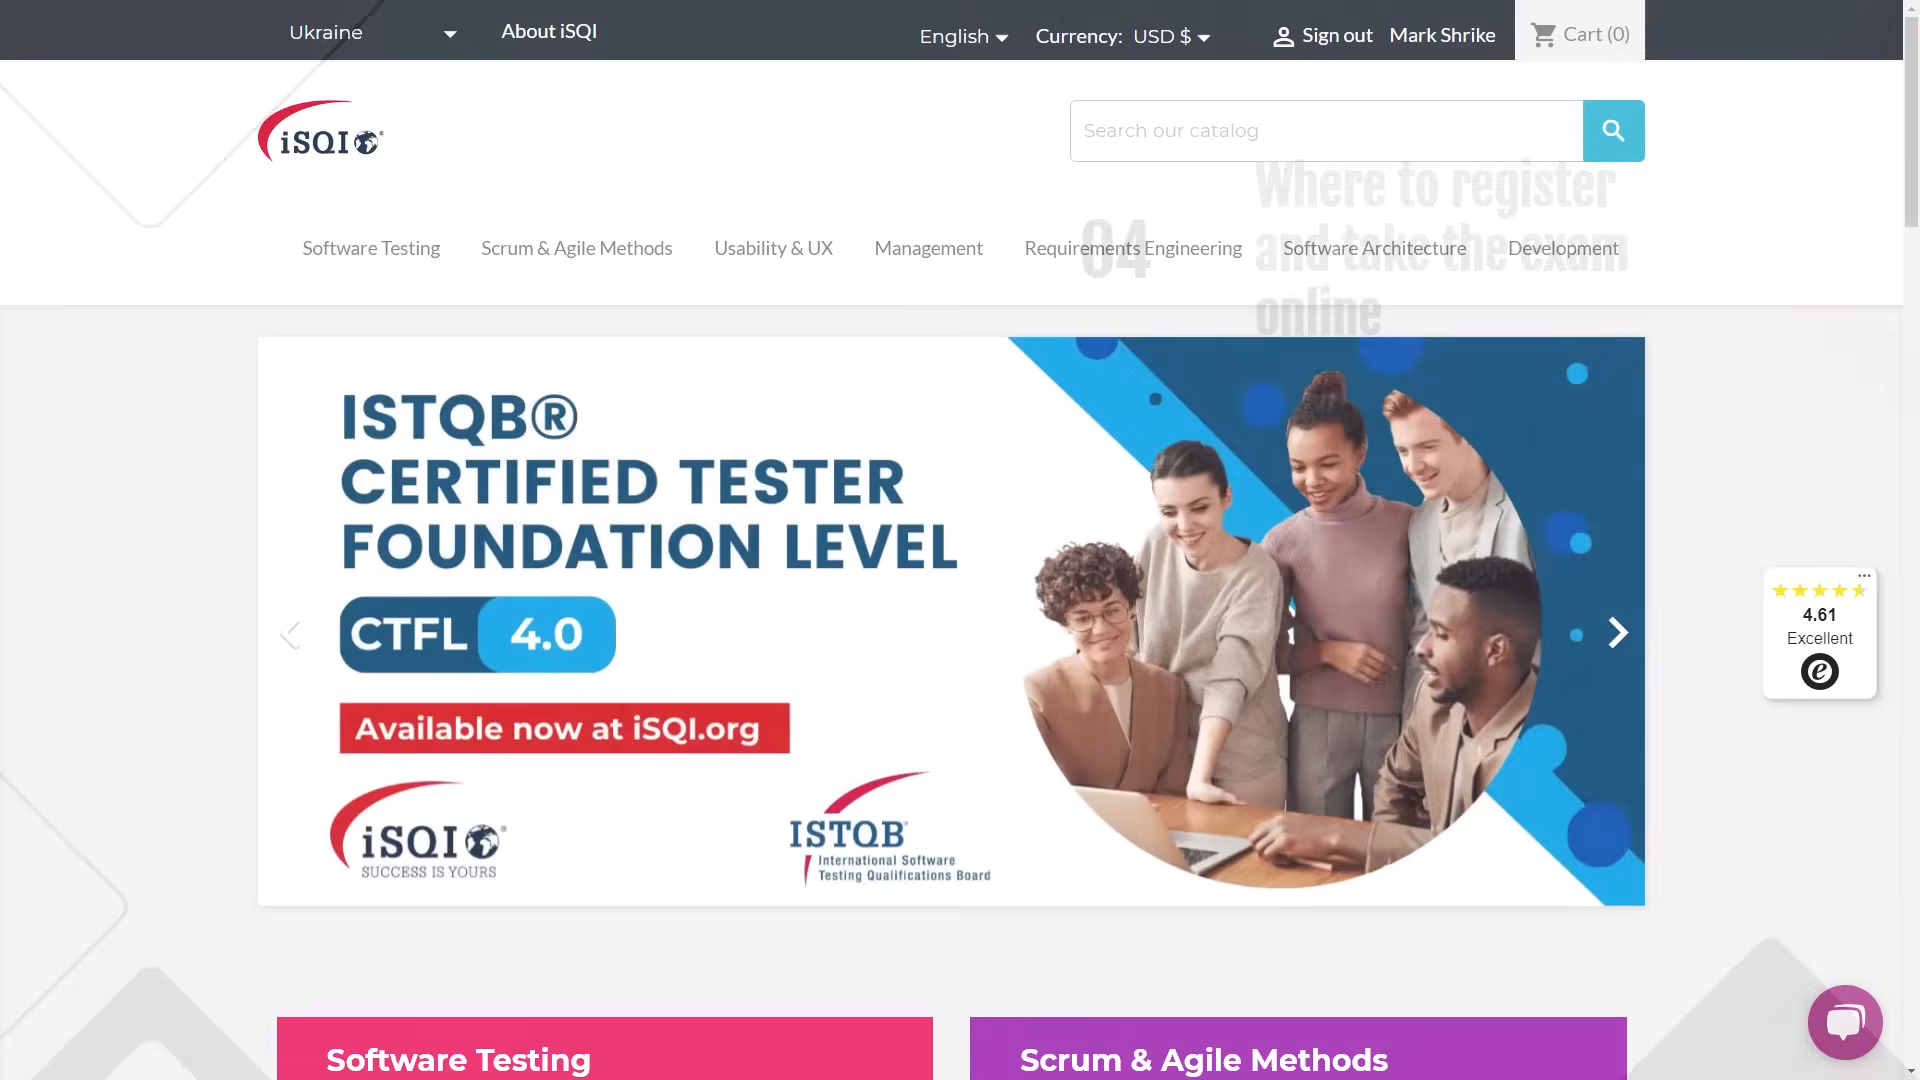 Ukraine
About iSQI
English
Currency: USD $
Sign out
Mark Shrike
Cart (0)
iSQI
Search our catalog
04
Where to register
and take the exam
online
Software Testing
Scrum & Agile Methods
Usability & UX
Management
Requirements Engineering
Software Architecture
Development
ISTQB®
CERTIFIED TESTER
FOUNDATION LEVEL
CTFL 4.0
Available now at iSQI.org
iSQI
SUCCESS IS YOURS
ISTQB
International Software
Testing Qualifications Board
4.61
Excellent
e
Software Testing
Scrum & Agile Methods